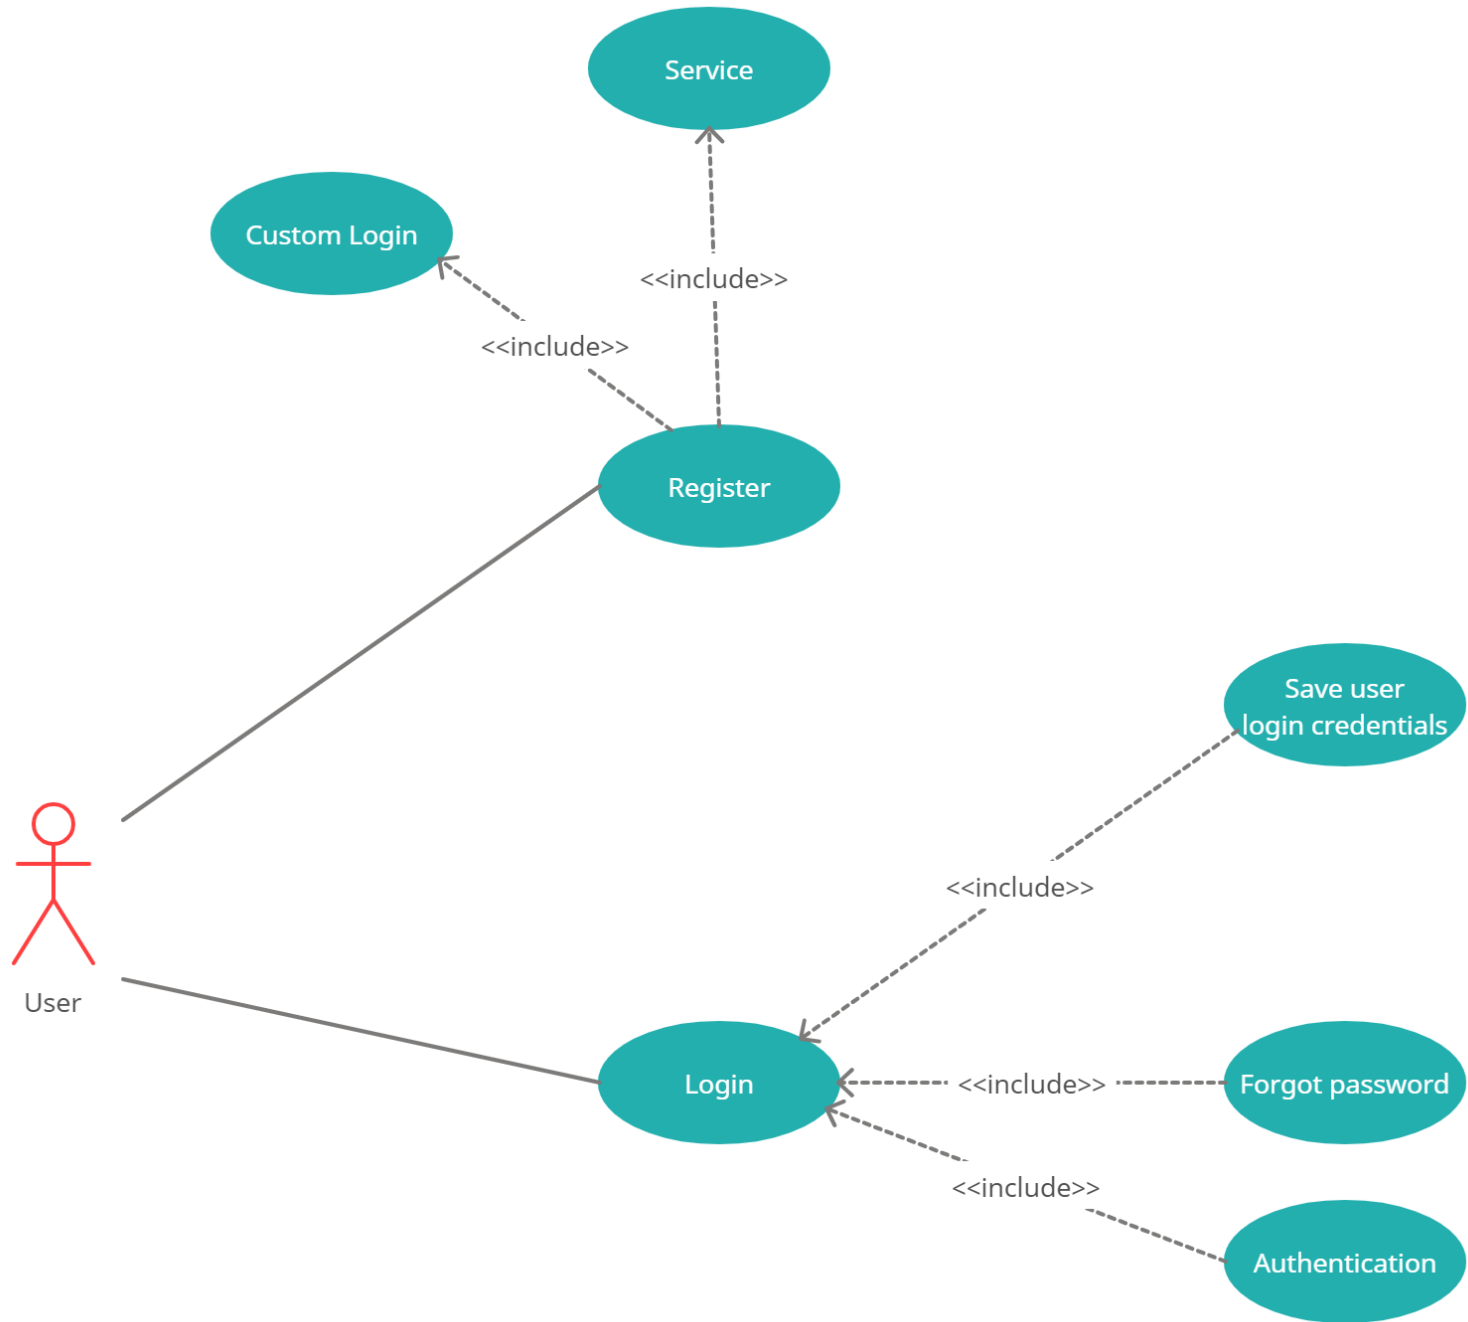 Service
Custom Login
<<include>>
<<include>>
Register
Save user
login credentials
<<include>>
User
Login
<<include>>
Forgot password
<<include>>
Authentication